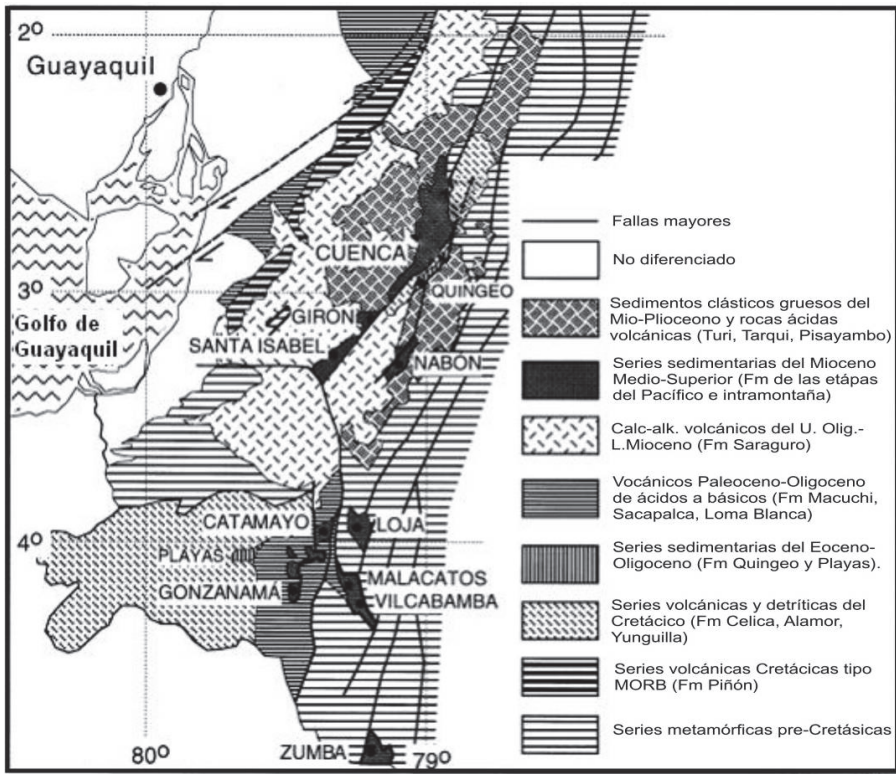 2º
Guayaquil
CUENCA
3º
QUINGEO
Golfo de
Guayaquil
GIRÓN
SANTA ISABEL
NABÓN
CATAMAYO
LOJA
4º
PLAYAS
GONZANAMÁ
MALACATOS
VILCABAMBA
ZUMBA
80º
79º
Fallas mayores
No diferenciado
Sedimentos clásticos gruesos del
Mio-Plioceono y rocas ácidas
volcánicas (Turi, Tarqui, Pisayambo)
Series sedimentarias del Mioceno
Medio-Superior (Fm de las etápas
del Pacífico e intramontaña)
Calc-alk. volcánicos del U. Olig.-
L.Mioceno (Fm Saraguro)
Vocánicos Paleoceno-Oligoceno
de ácidos a básicos (Fm Macuchi,
Sacapalca, Loma Blanca)
Series sedimentarias del Eoceno-
Oligoceno (Fm Quingeo y Playas).
Series volcánicas y detríticas del
Cretácico (Fm Celica, Alamor,
Yunguilla)
Series volcánicas Cretácicas tipo
MORB (Fm Piñón)
Series metamórficas pre-Cretásicas